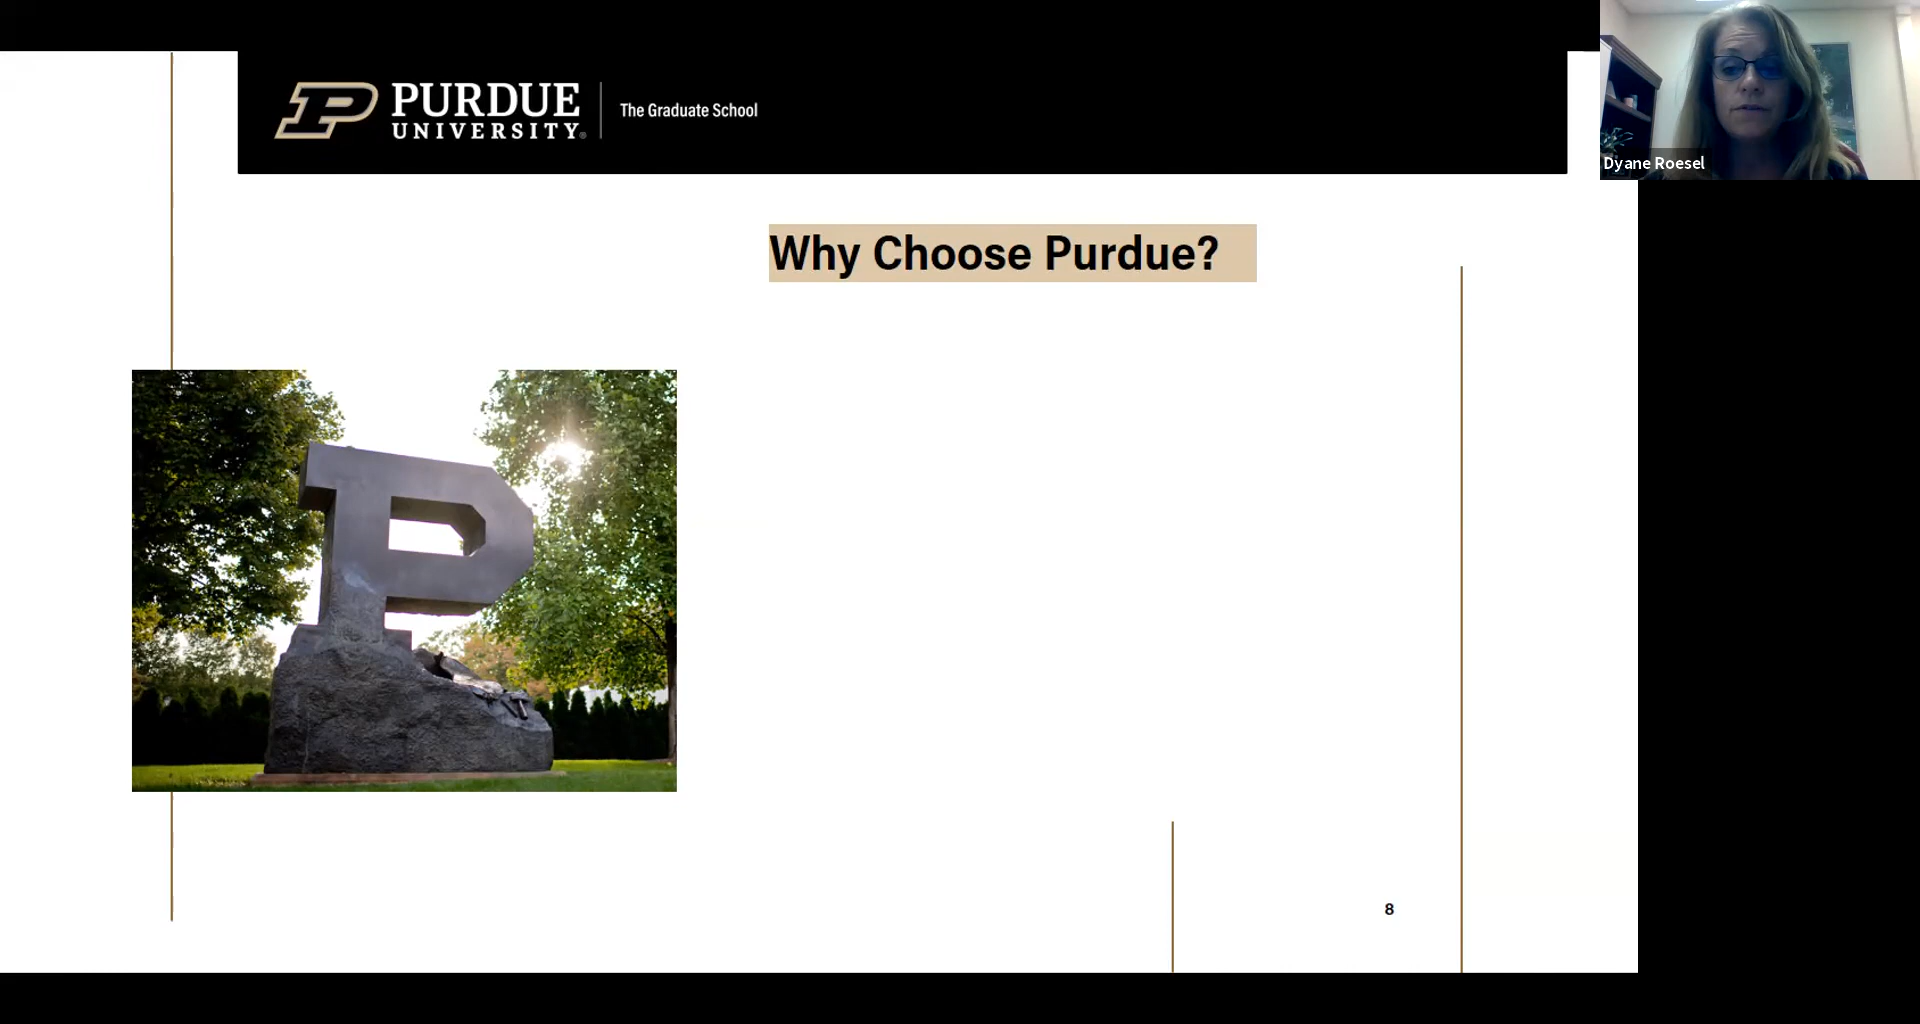 PURDUE
UNIVERSITY®
The Graduate School
Dyane Roesel
Why Choose Purdue?
8